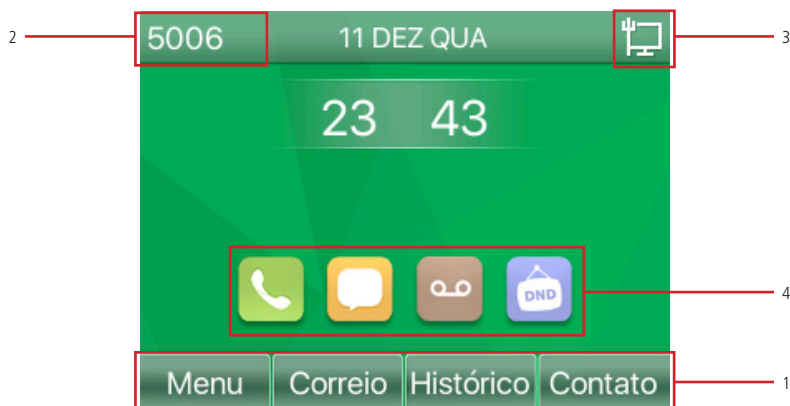 5006 11 DEZ QUA
2
3
23 43
DND
4
Menu Correio Histórico Contato
1